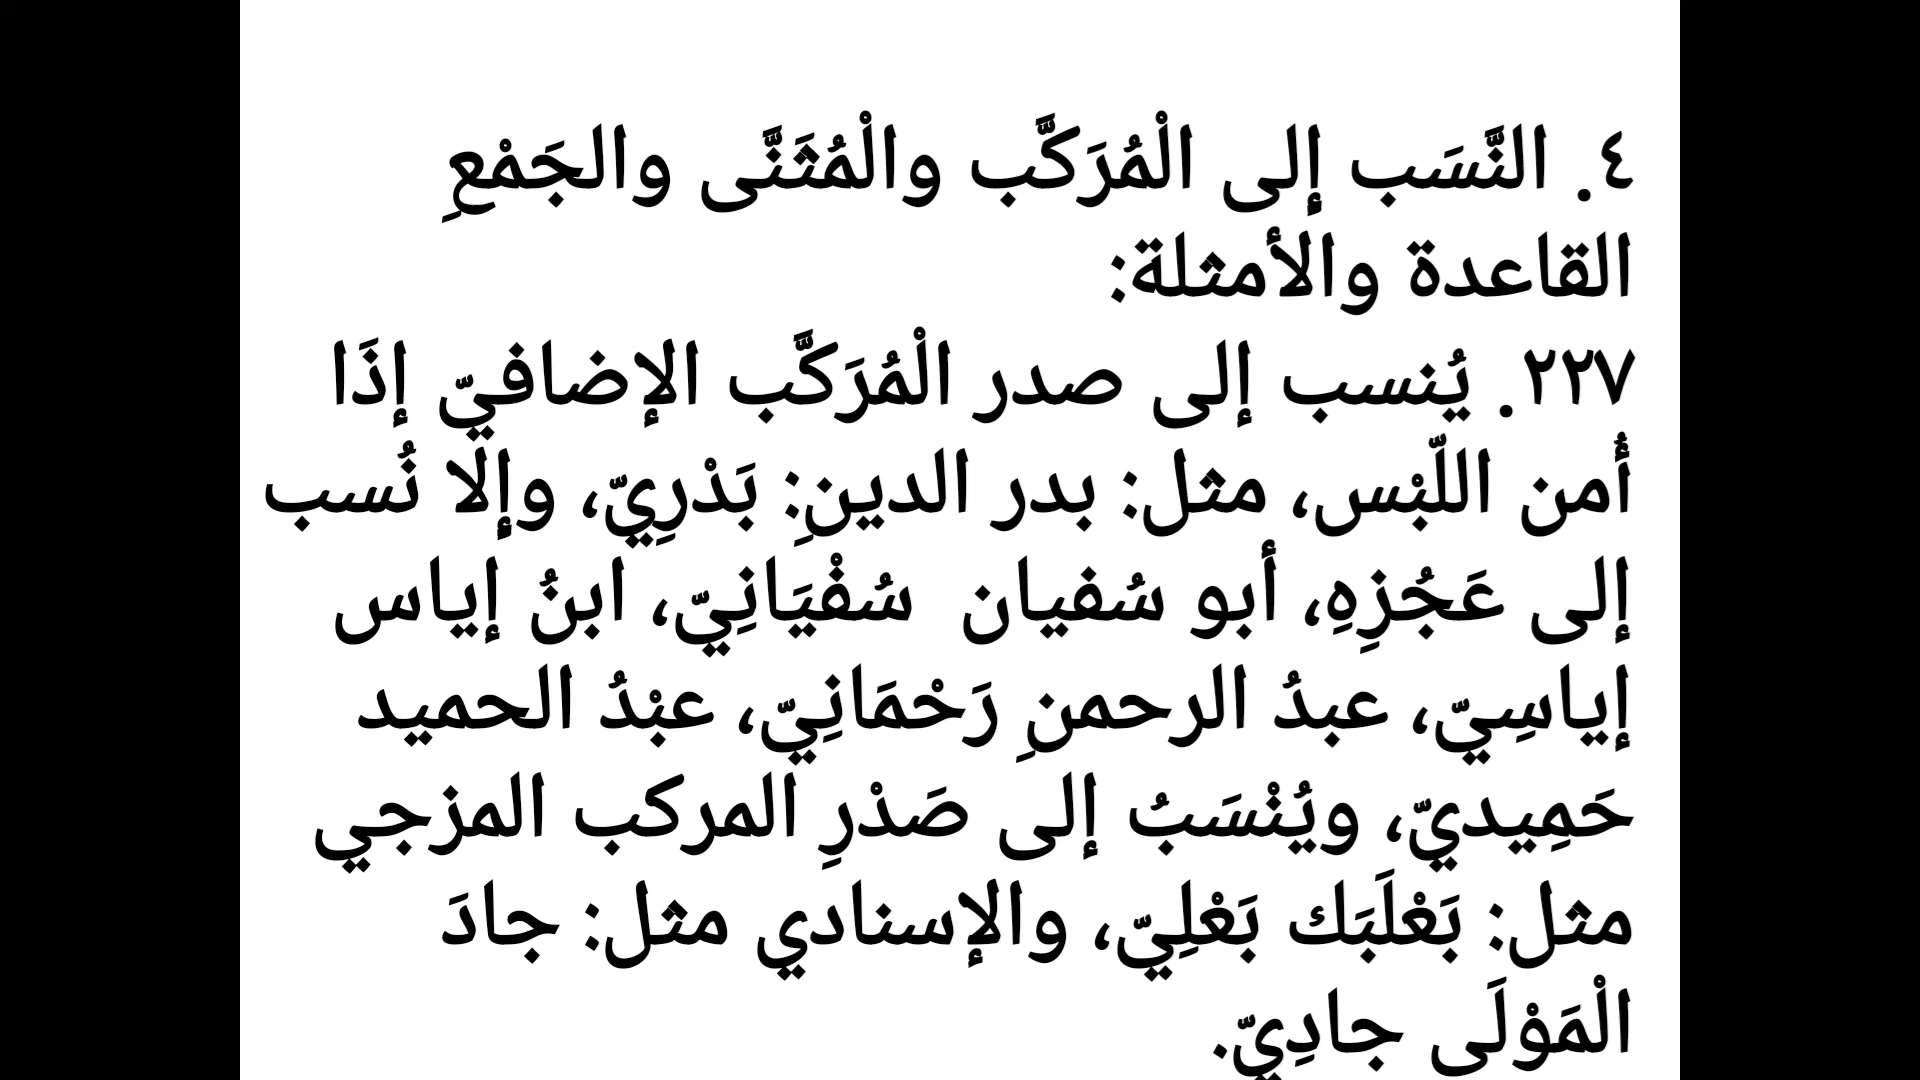 ٤. النَّسَب إلى الْمُرَكَّب والْمُثَنَّى والجَمْعِ
القاعدة والأمثلة:
٢٢٧. يُنسب إلى صدر الْمُرَكَّب الإضافيّ إذَا
أُمن اللّبْس، مثل: بدر الدينِ: بَدْرِيّ، وإلا نُسب
إلى عَجُزِهِ، أبو سُفيان  سُفْيَانِيّ، ابنُ إياس
إياسِيّ، عبدُ الرحمنِ رَحْمَانِيّ، عبْدُ الحميد
حَمِيديّ، ويُنْسَبُ إلى صَدْرِ المركب المزجي
مثل: بَعْلَبَك بَعْلِيّ، والإسنادي مثل: جادَ
الْمَوْلَى جادِيّ.